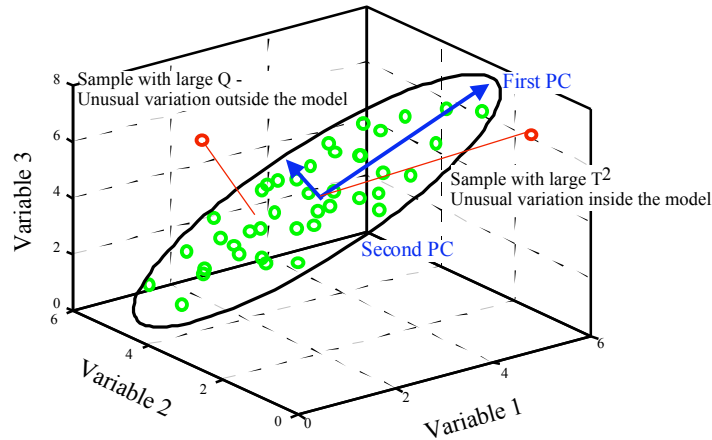 8
Sample with large Q -
Unusual variation outside the model
First PC
6
Variable 3
4
Sample with large T2
Unusual variation inside the model
2
Second PC
0
6
4
2
0
Variable 2
2
4
6
Variable 1